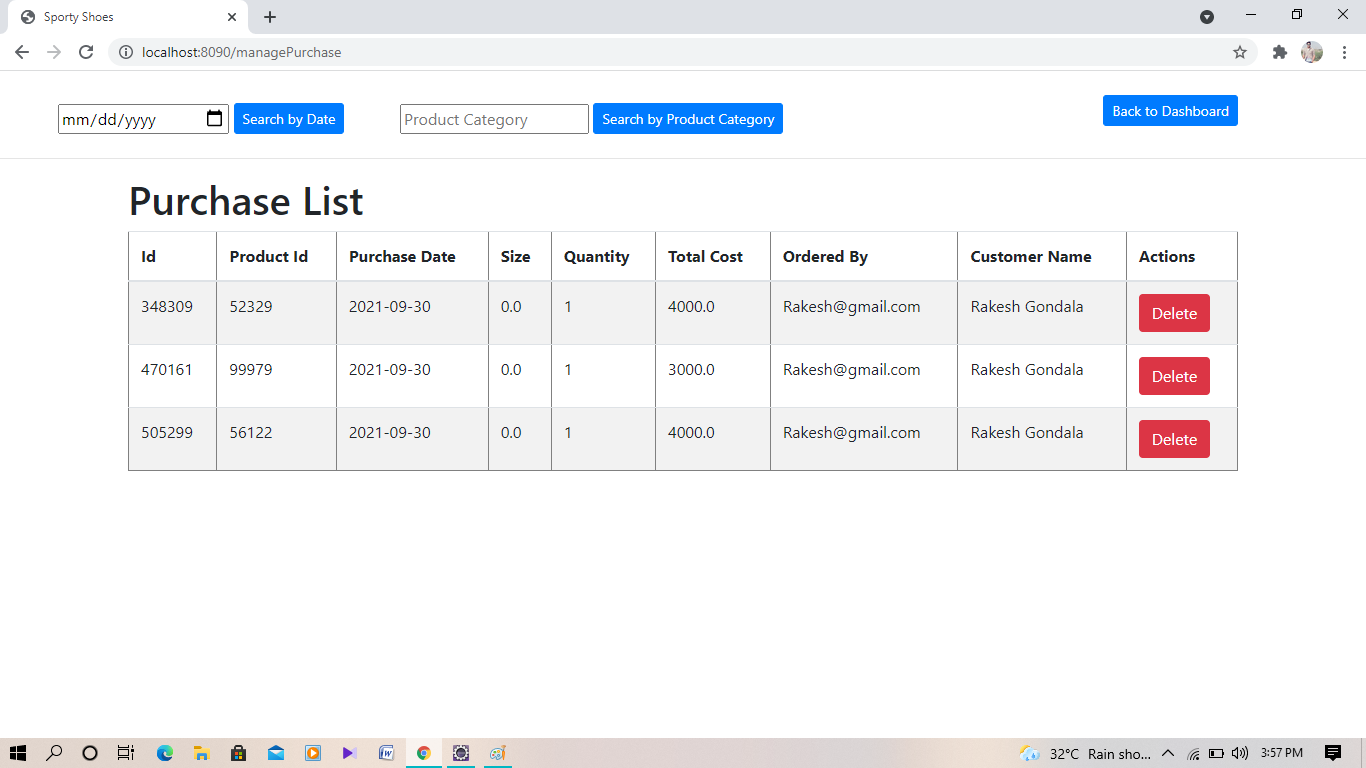 Sporty Shoes
localhost:8090/managePurchase
mm/dd/yyyy Search by Date Product Category Search by Product Category Back to Dashboard
Purchase List
Id Product Id Purchase Date Size Quantity Total Cost Ordered By Customer Name Actions
348309 52329 2021-09-30 0.0 1 4000.0 Rakesh@gmail.com Rakesh Gondala Delete
470161 99979 2021-09-30 0.0 1 3000.0 Rakesh@gmail.com Rakesh Gondala Delete
505299 56122 2021-09-30 0.0 1 4000.0 Rakesh@gmail.com Rakesh Gondala Delete
32°C Rain sho... 3:57 PM